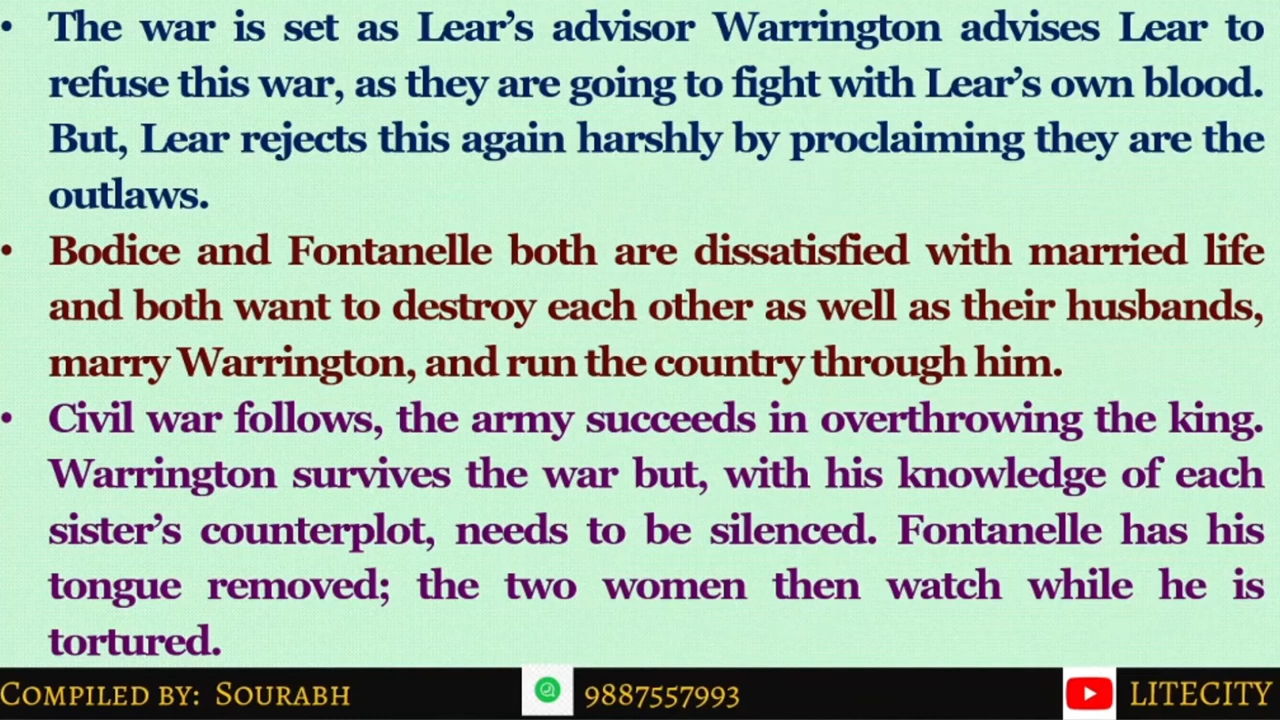 • The war is set as Lear’s advisor Warrington advises Lear to
refuse this war, as they are going to fight with Lear’s own blood.
But, Lear rejects this again harshly by proclaiming they are the
outlaws.
• Bodice and Fontanelle both are dissatisfied with married life
and both want to destroy each other as well as their husbands,
marry Warrington, and run the country through him.
• Civil war follows, the army succeeds in overthrowing the king.
Warrington survives the war but, with his knowledge of each
sister’s counterplot, needs to be silenced. Fontanelle has his
tongue removed; the two women then watch while he is
tortured.
COMPILED BY: SOURABH 9887557993 LITECITY